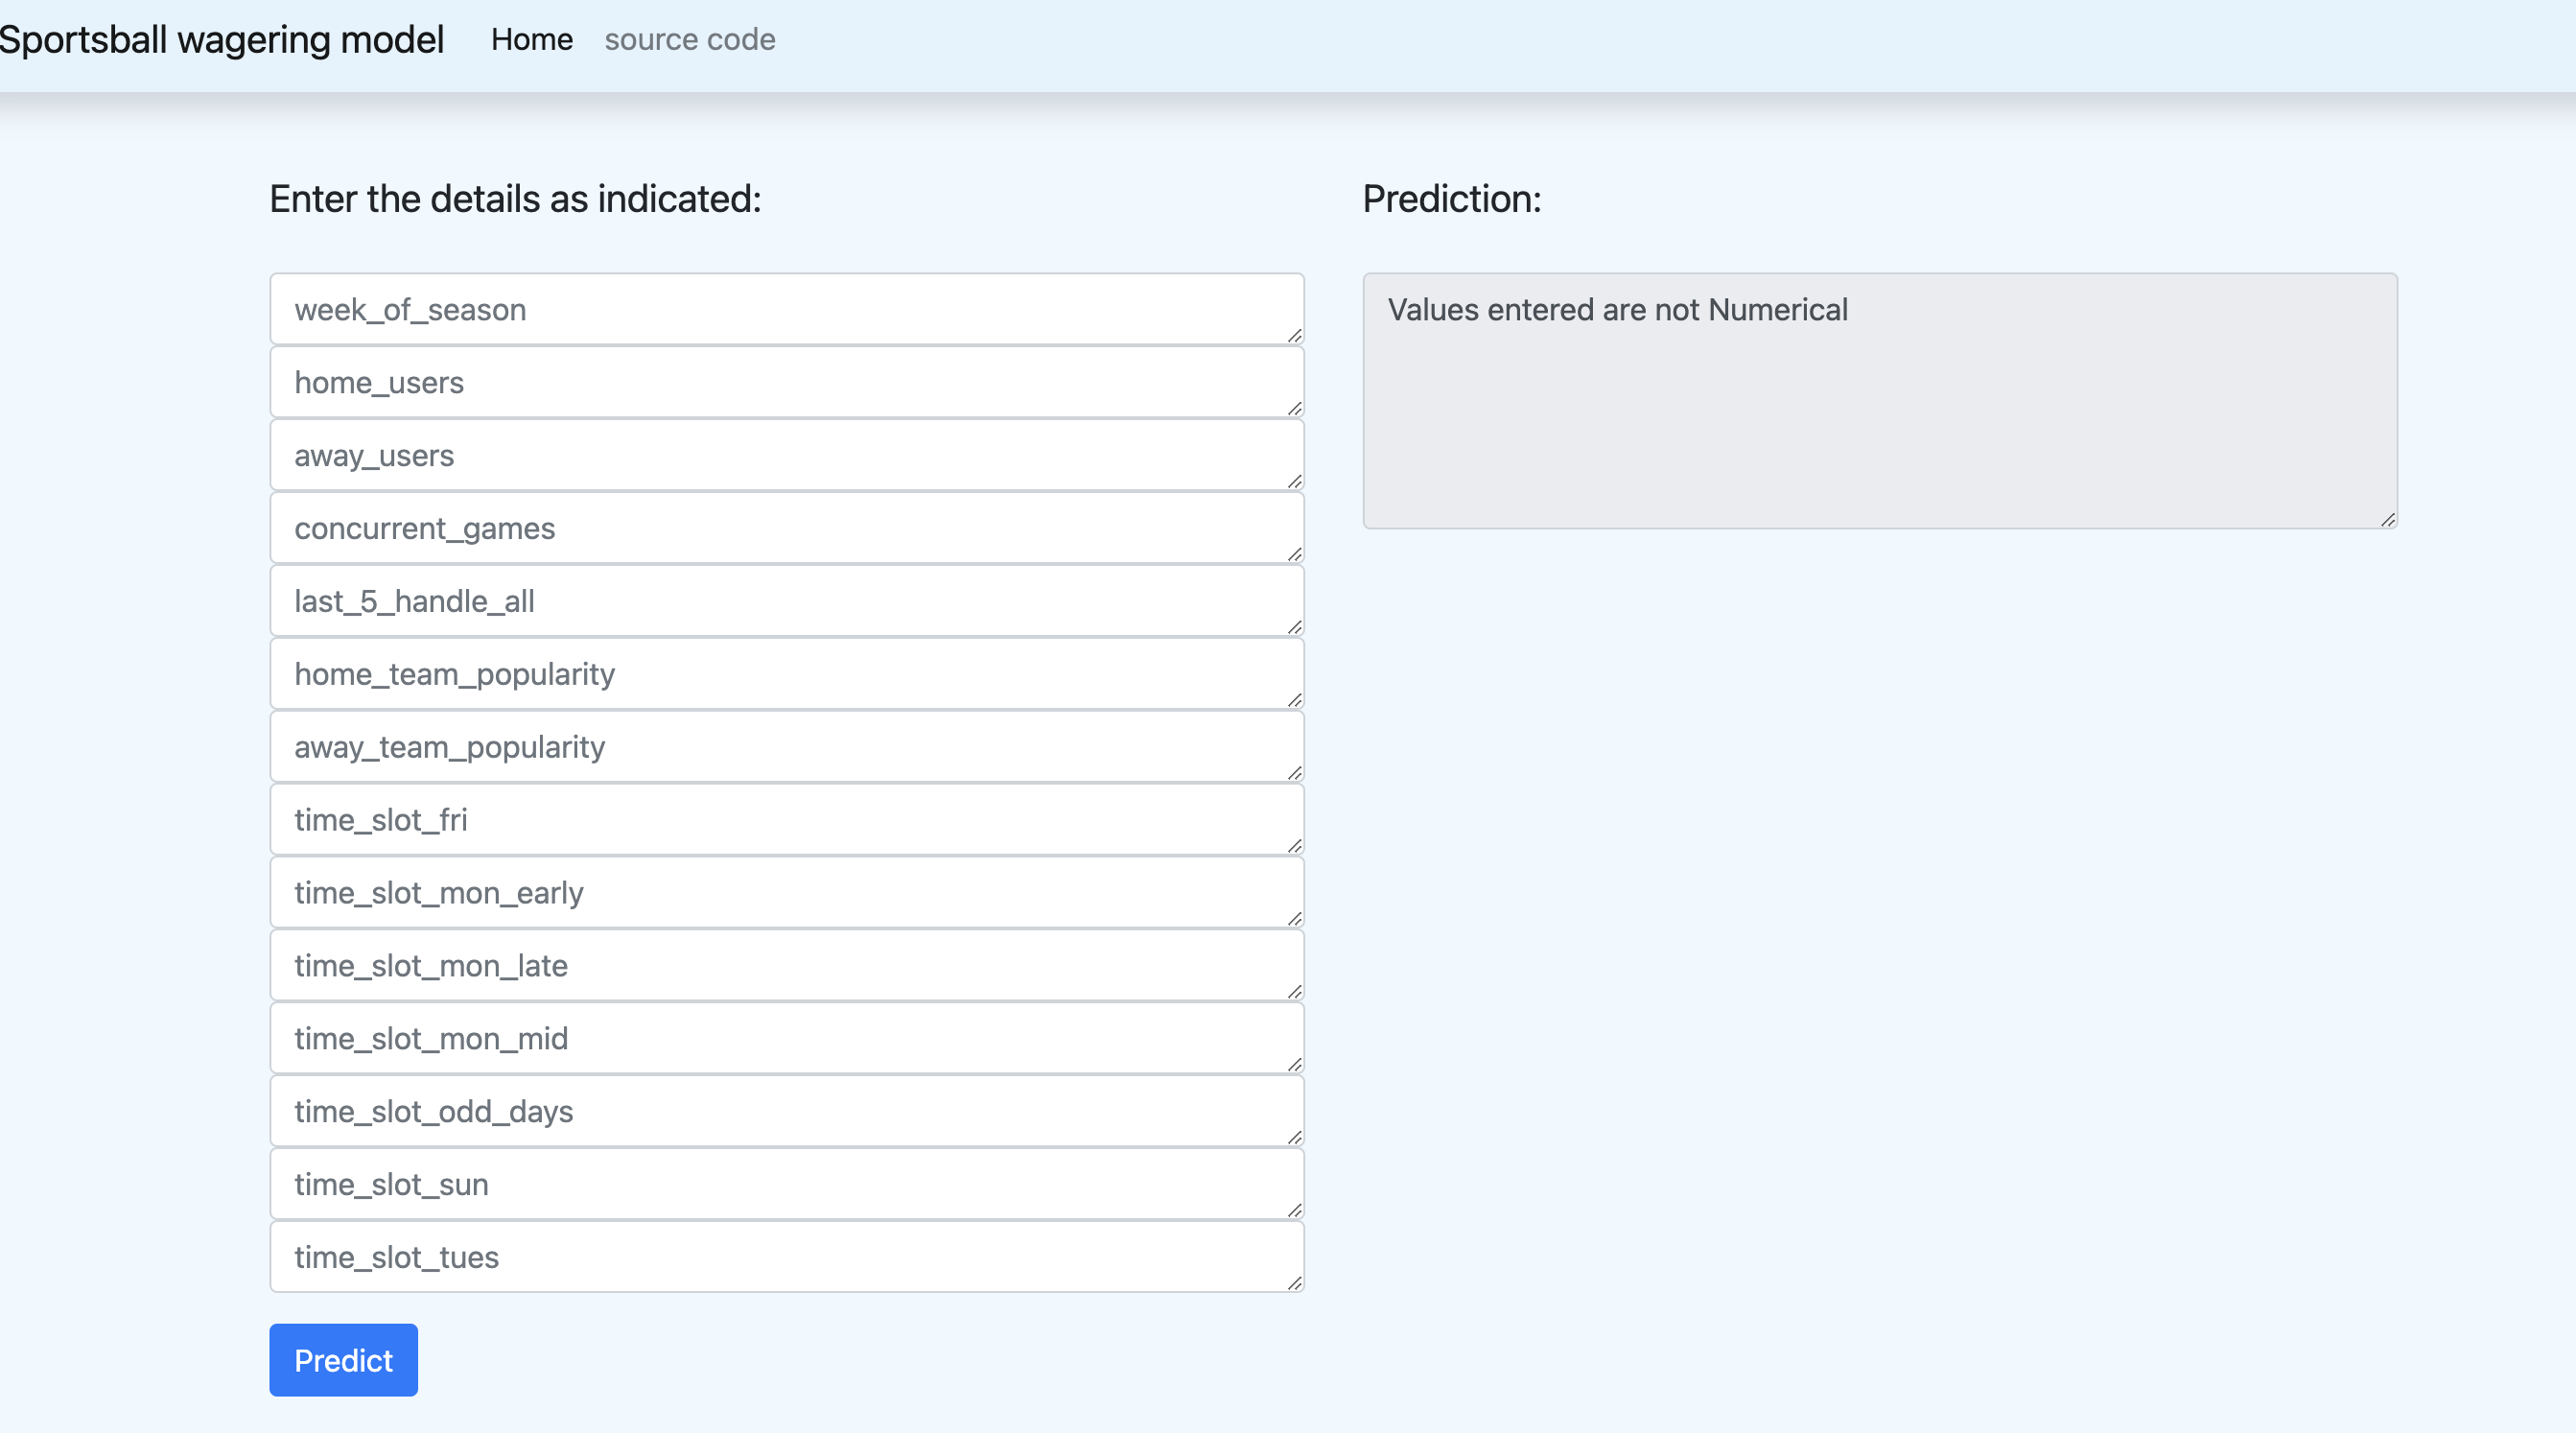 Sportsball wagering model Home source code
Enter the details as indicated:
week_of_season
home_users
away_users
concurrent_games
last_5_handle_all
home_team_popularity
away_team_popularity
time_slot_fri
time_slot_mon_early
time_slot_mon_late
time_slot_mon_mid
time_slot_odd_days
time_slot_sun
time_slot_tues
Predict
Prediction:
Values entered are not Numerical